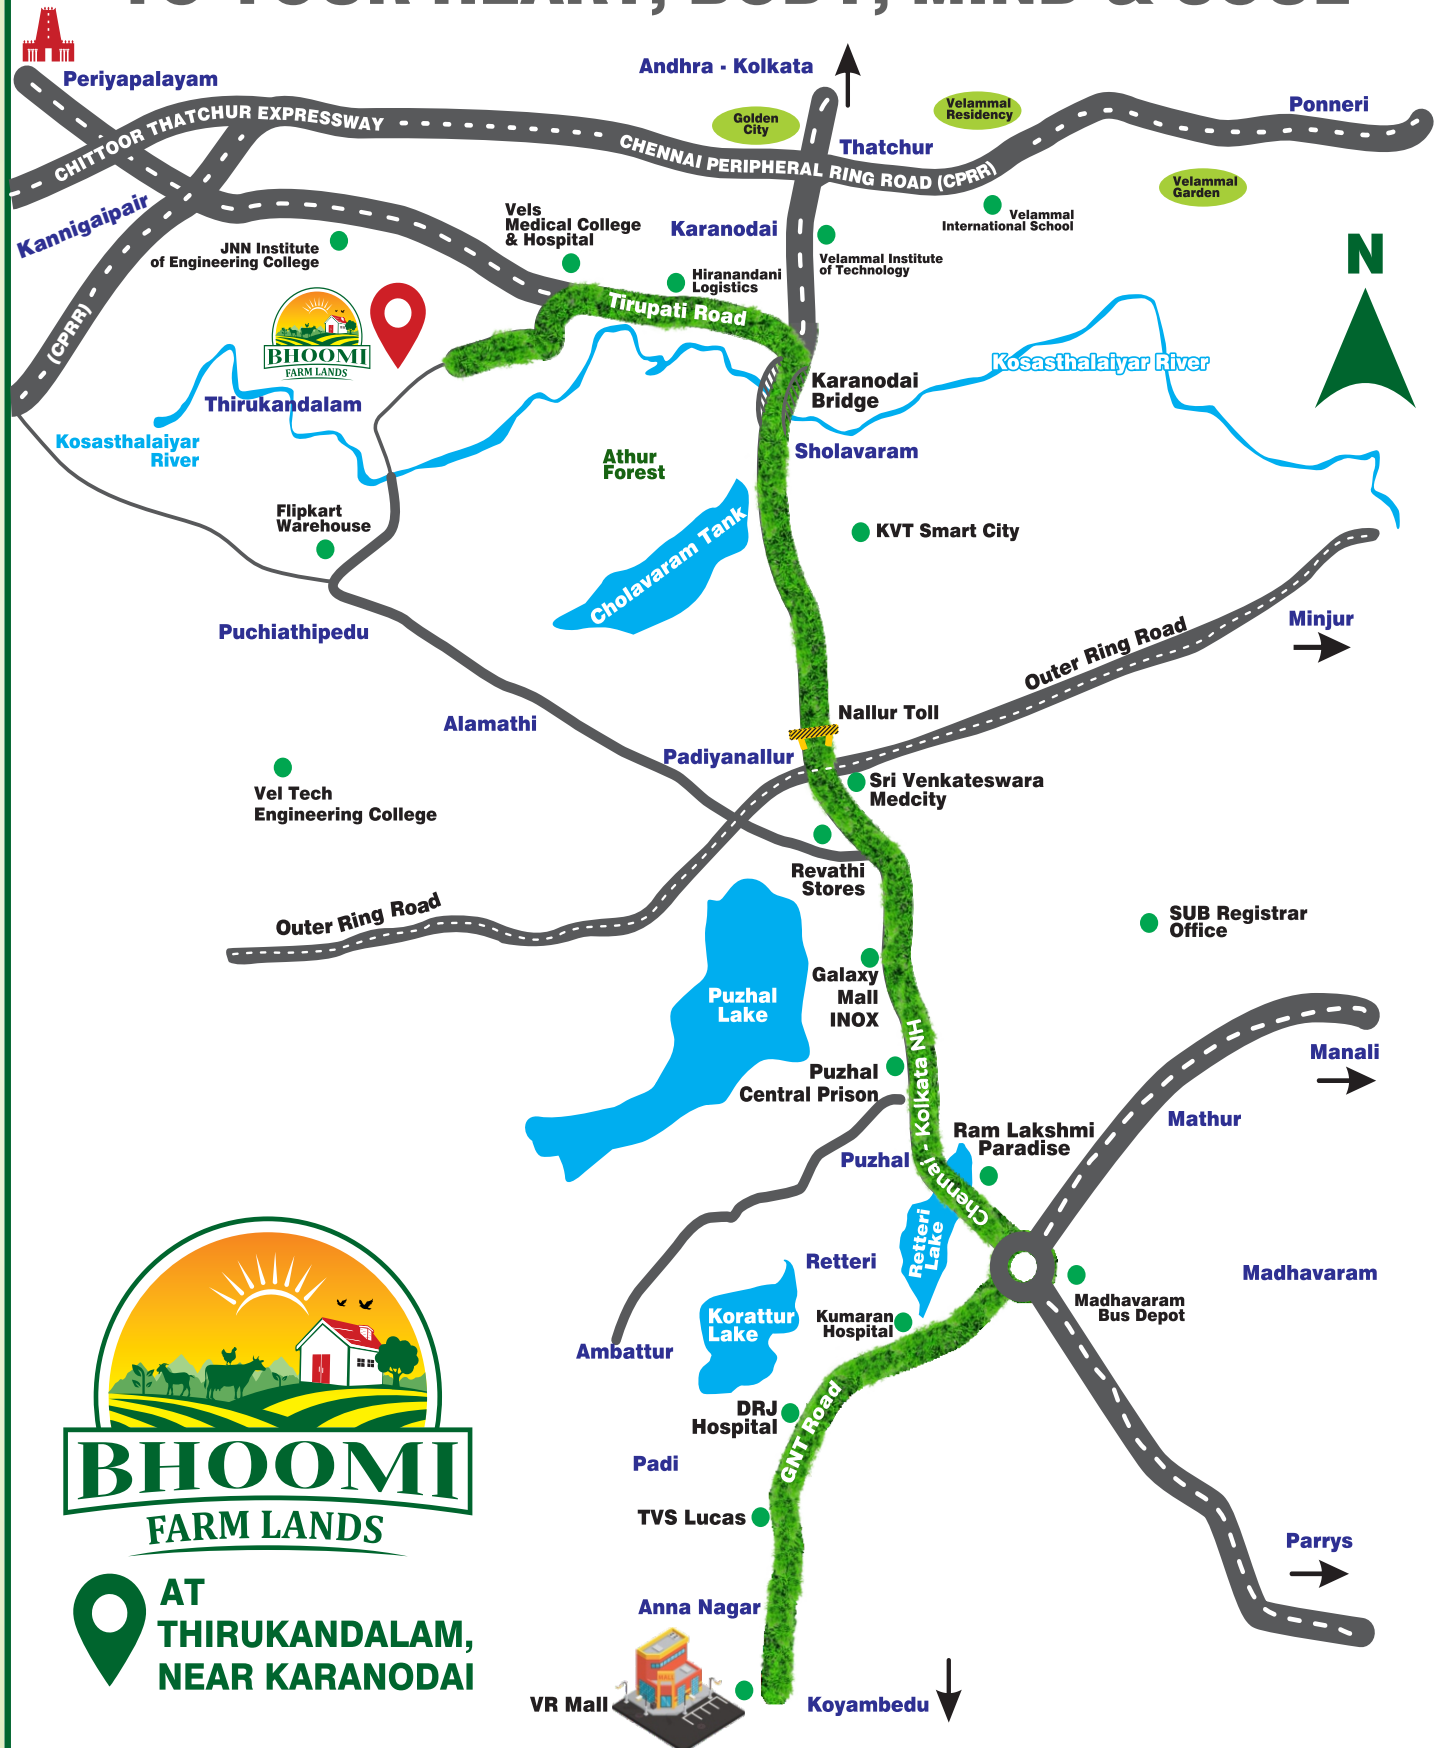 TO YOUR HEART, BODY, MIND & SOUL
Periyapalayam
Andhra - Kolkata
Golden
City
Velammal
Residency
Ponneri
CHITTOOR THATCHUR EXPRESSWAY
CHENNAI PERIPHERAL RING ROAD (CPRR)
Thatchur
Velammal
Garden
Kannigaipair
JNN Institute
of Engineering College
Vels
Medical College
& Hospital
Karanodai
Velammal
International School
Velammal Institute
of Technology
Hiranandani
Logistics
N
(CPRR)
BHOOMI
FARM LANDS
Tirupati Road
Kosasthalaiyar River
Karanodai
Bridge
Thirukandalam
Kosasthalaiyar
River
Athur
Forest
Sholavaram
Flipkart
Warehouse
Cholavaram Tank
KVT Smart City
Puchiathipedu
Outer Ring Road
Minjur
Alamathi
Nallur Toll
Padiyanallur
Sri Venkateswara
Medcity
Vel Tech
Engineering College
Revathi
Stores
Outer Ring Road
SUB Registrar
Office
Puzhal
Lake
Galaxy
Mall
INOX
Manali
Puzhal
Central Prison
Chennai - Kolkata NH
Mathur
Ram Lakshmi
Paradise
Puzhal
Retteri
Lake
Retteri
Madhavaram
Madhavaram
Bus Depot
Korattur
Lake
Kumaran
Hospital
Ambattur
DRJ
Hospital
GNT Road
BHOOMI
FARM LANDS
Padi
TVS Lucas
Parrys
AT
THIRUKANDALAM,
NEAR KARANODAI
Anna Nagar
MALL
VR Mall
Koyambedu